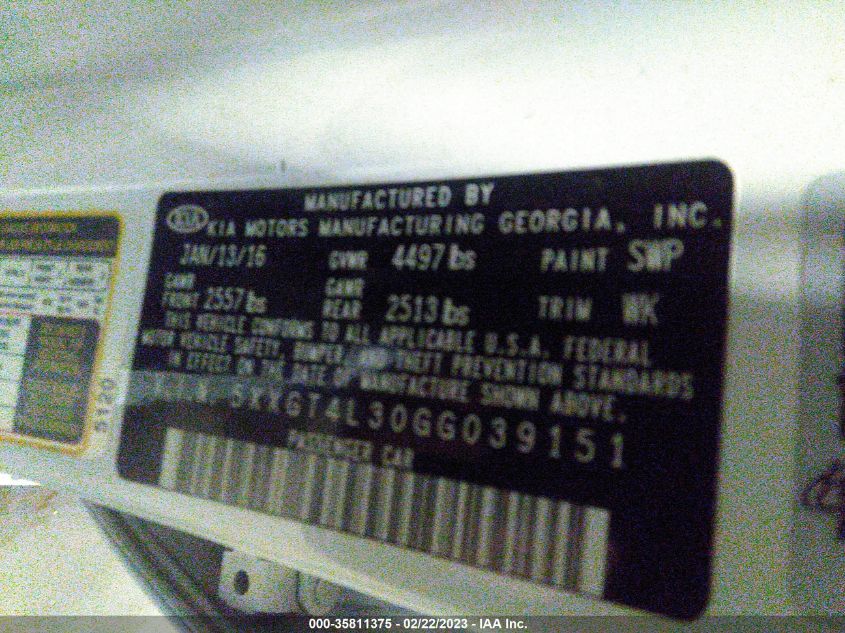 MANUFACTURED BY
KIA KIA MOTORS MANUFACTURING GEORGIA, INC.
JAN/13/16 GVWR 4497 lbs PAINT SWP
GAWR GAWR
FRONT 2557 lbs REAR 2513 lbs TRIM WK
THIS VEHICLE CONFORMS TO ALL APPLICABLE U.S.A. FEDERAL
MOTOR VEHICLE SAFETY, BUMPER, AND THEFT PREVENTION STANDARDS
IN EFFECT ON THE DATE OF MANUFACTURE SHOWN ABOVE.
V.I.N 5XXGT4L30GG039151
PASSENGER CAR
5120
000-35811375 - 02/22/2023 - IAA Inc.